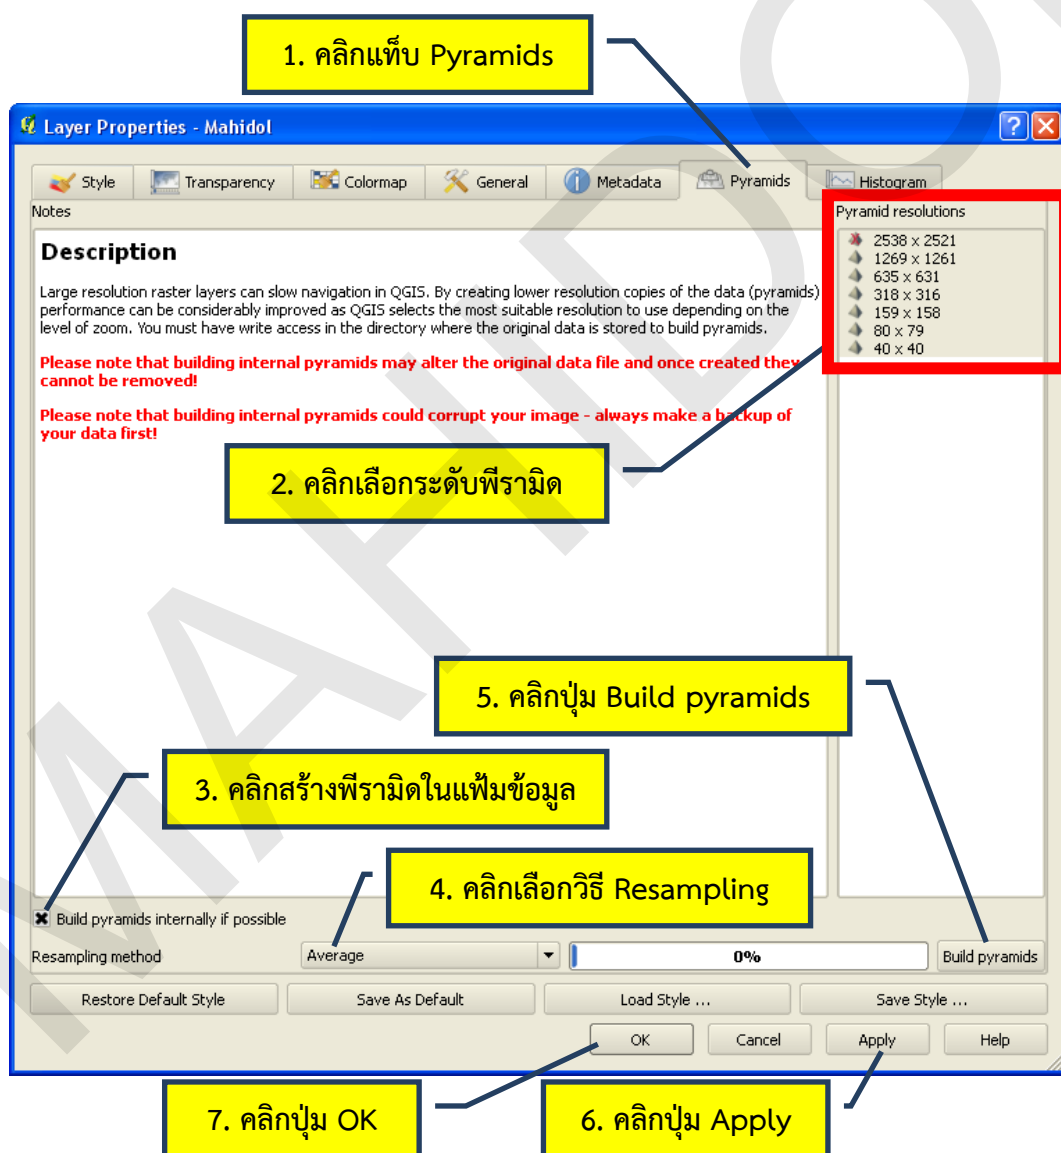 1. คลิกแท็บ Pyramids
Layer Properties - Mahidol
Style
Transparency
Colormap
General
Metadata
Pyramids
Histogram
Notes
Pyramid resolutions
Description
2538 x 2521
1269 x 1261
635 x 631
318 x 316
159 x 158
80 x 79
40 x 40
Large resolution raster layers can slow navigation in QGIS. By creating lower resolution copies of the data (pyramids)
performance can be considerably improved as QGIS selects the most suitable resolution to use depending on the
level of zoom. You must have write access in the directory where the original data is stored to build pyramids.
Please note that building internal pyramids may alter the original data file and once created they
cannot be removed!
Please note that building internal pyramids could corrupt your image - always make a backup of
your data first!
2. คลิกเลือกระดับพีรามิด
5. คลิกปุ่ม Build pyramids
3. คลิกสร้างพีรามิดในแฟ้มข้อมูล
4. คลิกเลือกวิธี Resampling
Build pyramids internally if possible
Resampling method
Average
0%
Build pyramids
Restore Default Style
Save As Default
Load Style ...
Save Style ...
OK
Cancel
Apply
Help
7. คลิกปุ่ม OK
6. คลิกปุ่ม Apply
MAHIDO